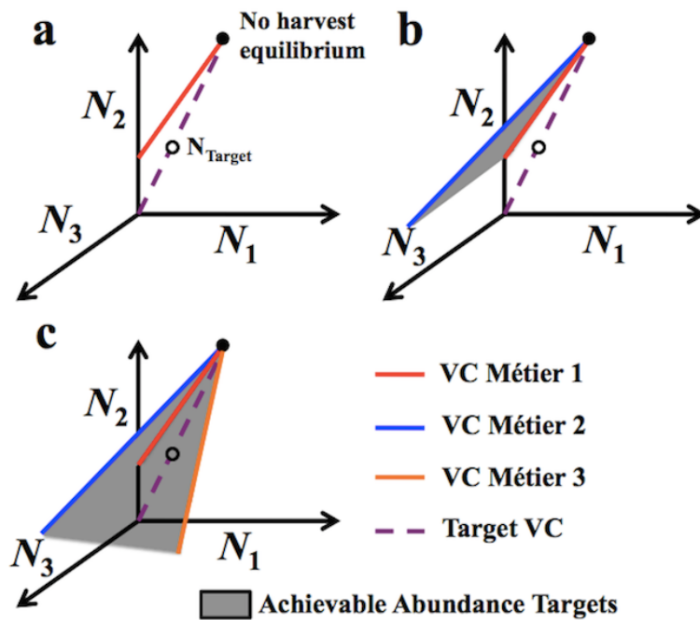 a
No harvest
equilibrium
N2
NTarget
N3
N1
b
N2
N3
N1
c
N2
N3
N1
VC Métier 1
VC Métier 2
VC Métier 3
Target VC
Achievable Abundance Targets